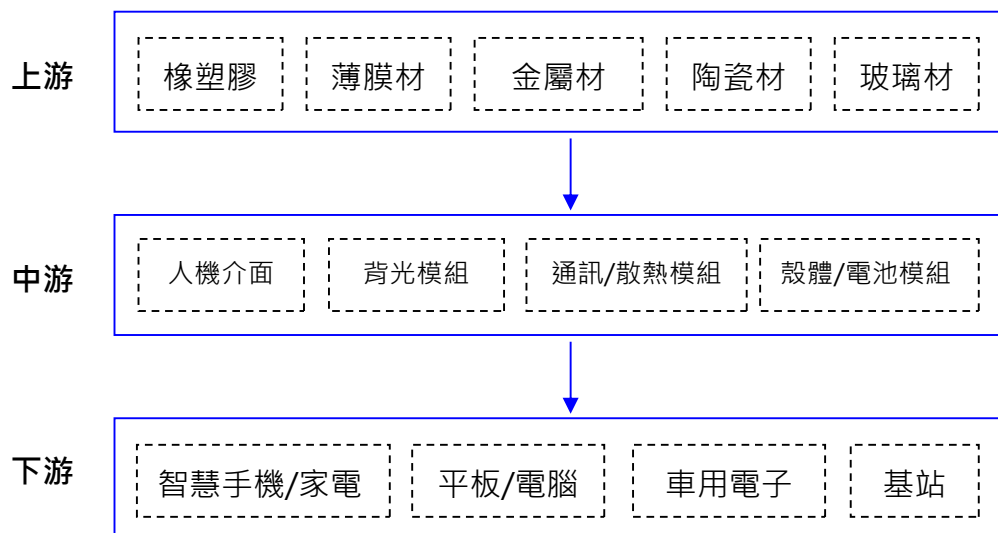 上游
橡塑膠 薄膜材 金屬材 陶瓷材 玻璃材
中游
人機介面 背光模組 通訊/散熱模組 殼體/電池模組
下游
智慧手機/家電 平板/電腦 車用電子 基站